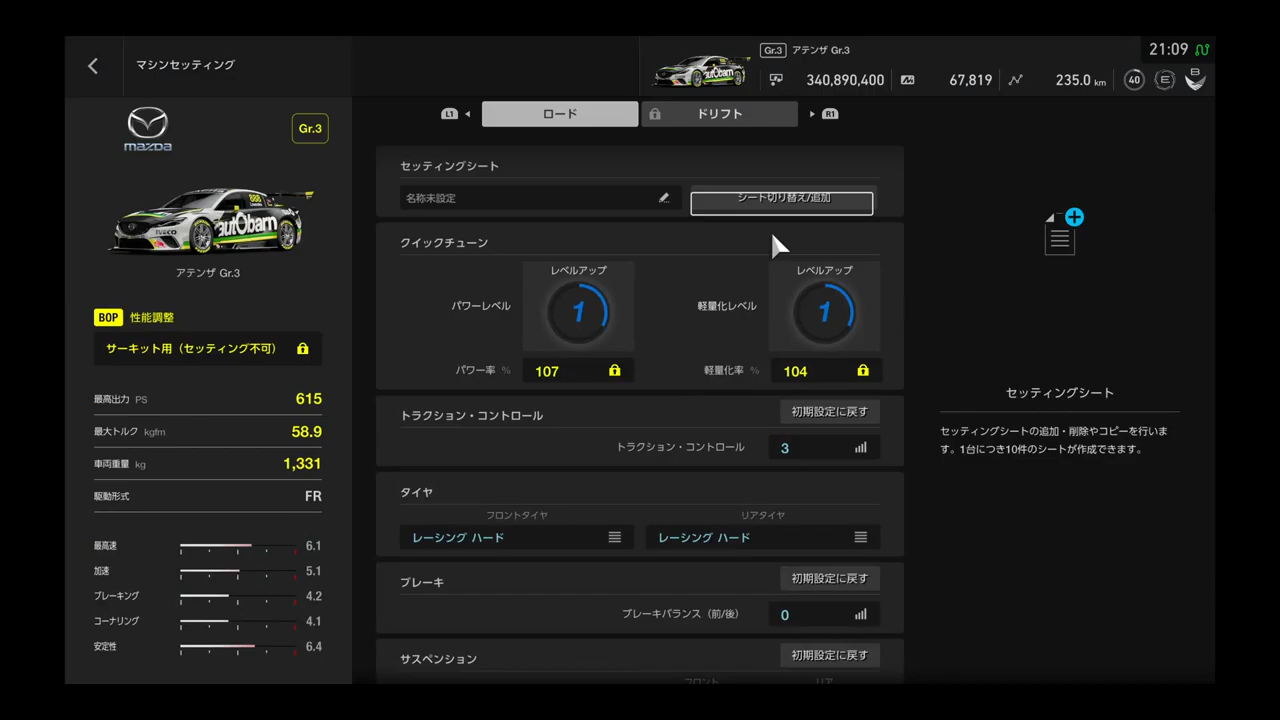 マシンセッティング
Gr.3 アテンザ Gr.3
21:09
340,890,400
67,819
235.0 km
40
E
B
L1
ロード
ドリフト
R1
mazda
Gr.3
アテンザ Gr.3
BOP 性能調整
サーキット用（セッティング不可）
最高出力 PS 615
最大トルク kgfm 58.9
車両重量 kg 1,331
駆動形式 FR
最高速 6.1
加速 5.1
ブレーキング 4.2
コーナリング 4.1
安定性 6.4
セッティングシート
名称未設定
シート切り替え/追加
クイックチューン
レベルアップ
レベルアップ
パワーレベル 1
軽量化レベル 1
パワー率 % 107
軽量化率 % 104
トラクション・コントロール
初期設定に戻す
トラクション・コントロール 3
タイヤ
フロントタイヤ
リアタイヤ
レーシング ハード
レーシング ハード
ブレーキ
初期設定に戻す
ブレーキバランス（前/後） 0
サスペンション
初期設定に戻す
フロント
リア
セッティングシート
セッティングシートの追加・削除やコピーを行いま
す。1台につき10件のシートが作成できます。
autobarn
IVECO
888